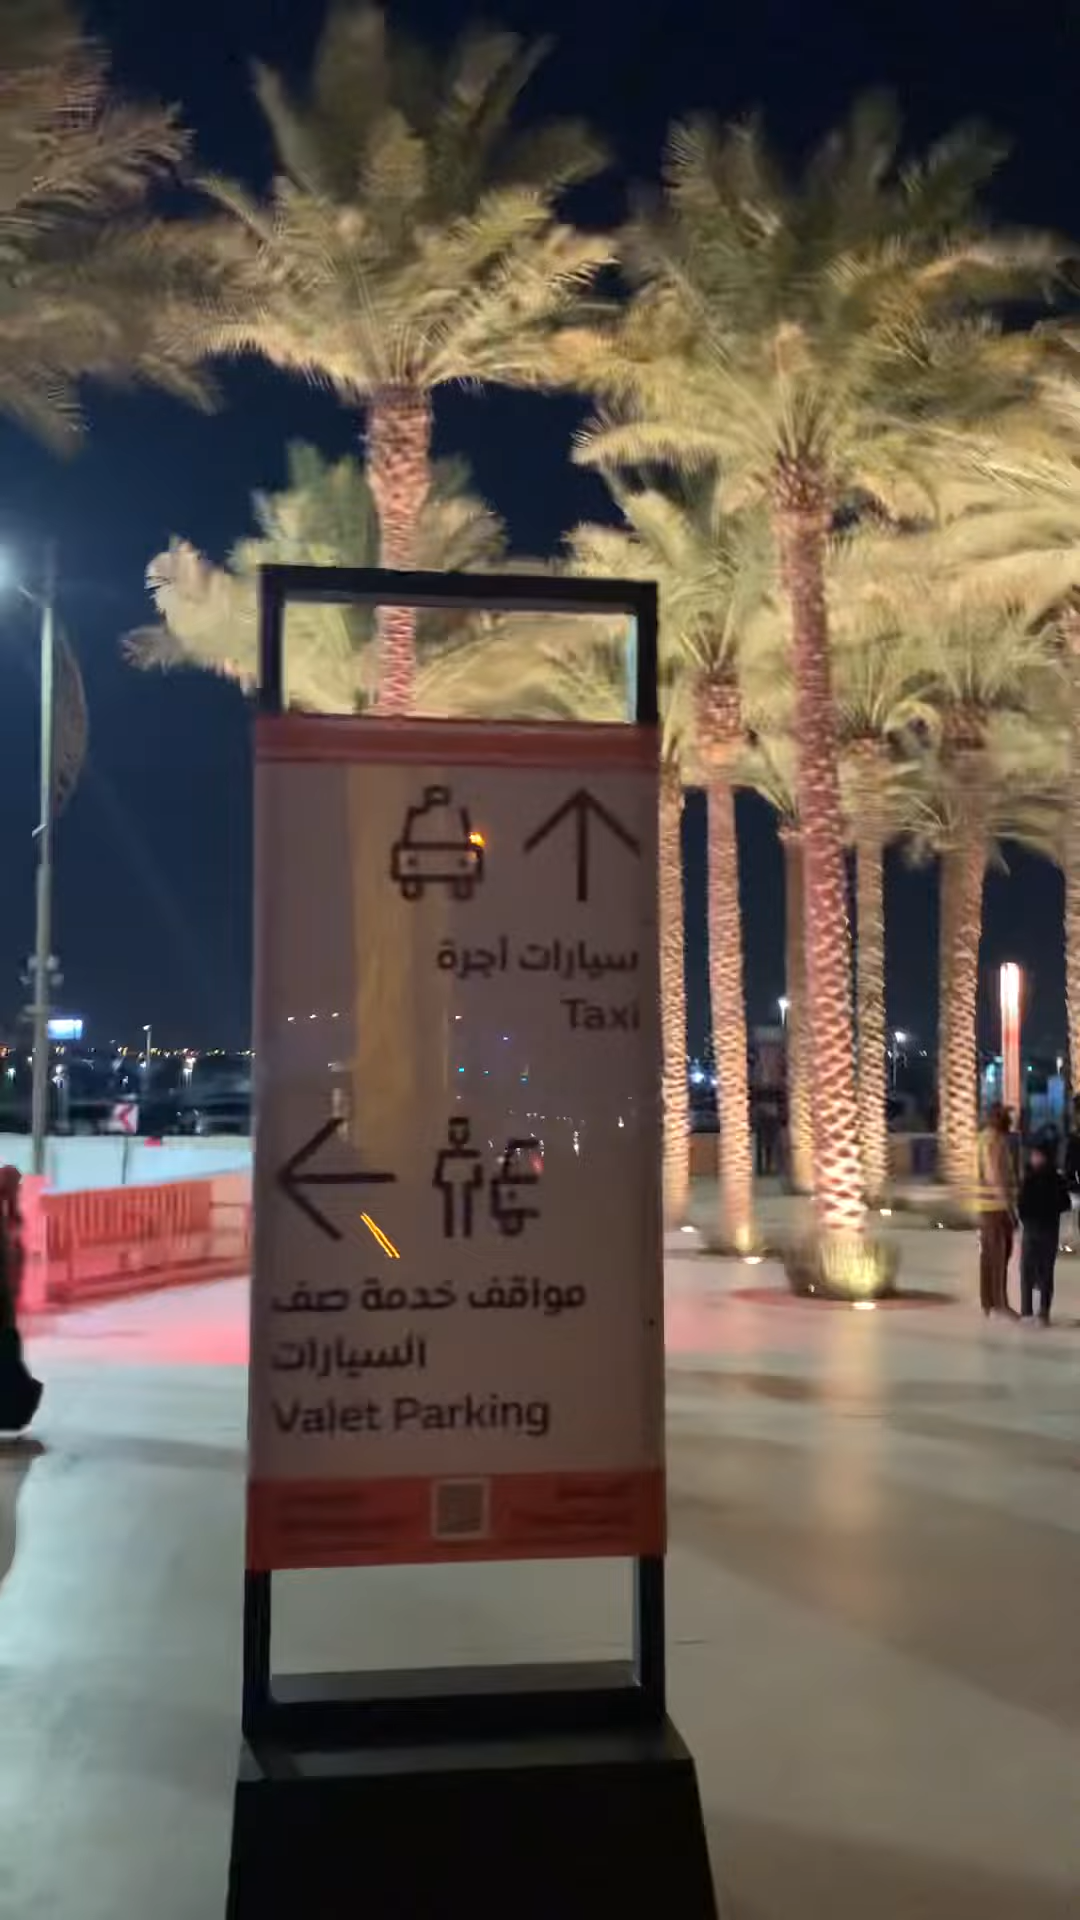 سيارات أجرة
Taxi
مواقف خدمة صف
السيارات
Valet Parking